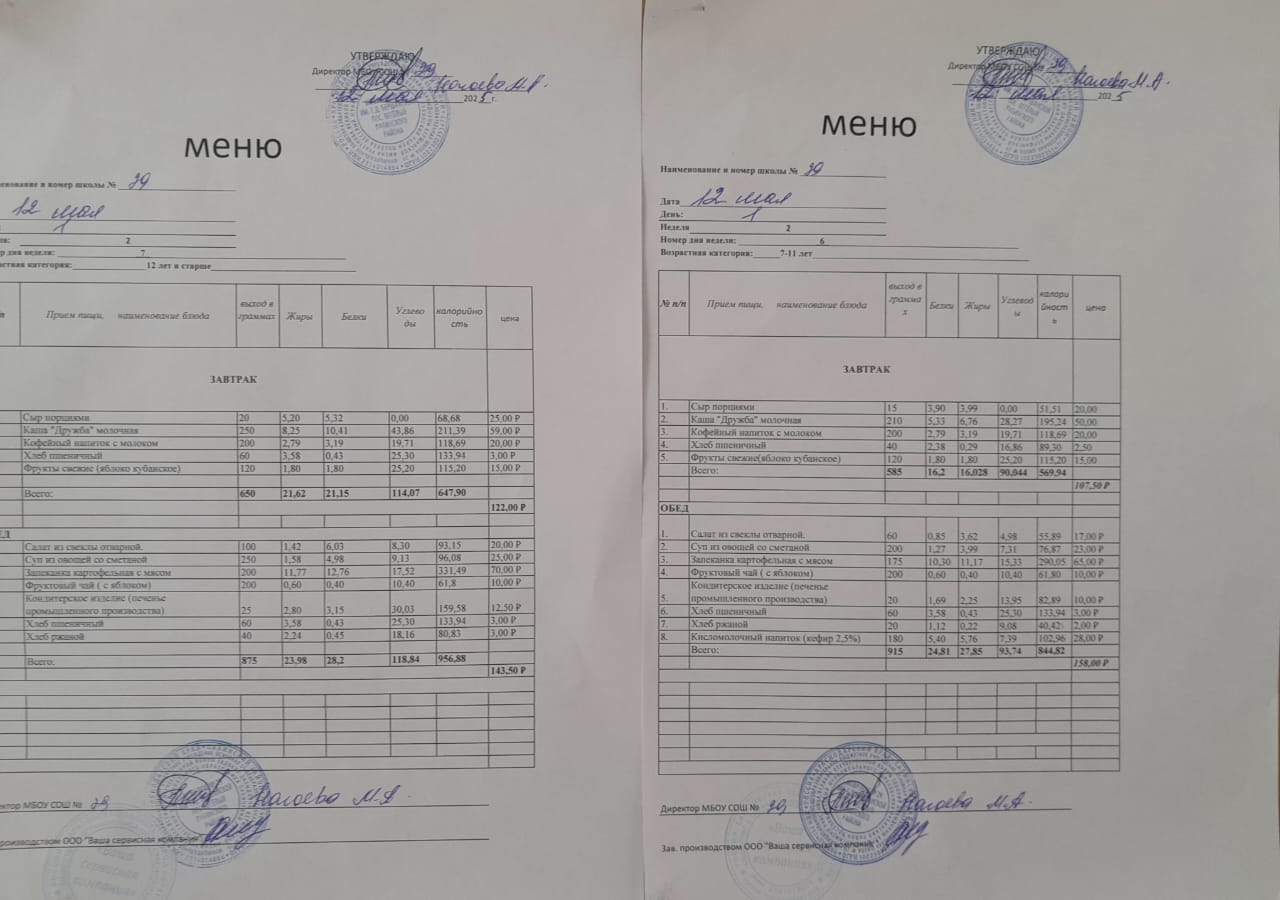 УТВЕРЖДАЮ
Директор МБОУ СОШ 39
Налоева М.А.
12 мая 2025 г.
меню
менование и номер школы № 39
12 мая
1
ля: 2
р дня недели: 7
астная категория: 12 лет и старше
п Прием пищи, наименование блюда выход в граммах Жиры Белки Углеводы калорийность цена
ЗАВТРАК
Сыр порциями 20 5,20 5,32 0,00 68,68 25,00 ₽
Каша "Дружба" молочная 250 8,25 10,41 43,86 211,39 59,00 ₽
Кофейный напиток с молоком 200 2,79 3,19 19,71 118,69 20,00 ₽
Хлеб пшеничный 60 3,58 0,43 25,30 133,94 3,00 ₽
Фрукты свежие (яблоко кубанское) 120 1,80 1,80 25,20 115,20 15,00 ₽
Всего: 650 21,62 21,15 114,07 647,90
122,00 ₽
ЕД
Салат из свеклы отварной. 100 1,42 6,03 8,30 93,15 20,00 ₽
Суп из овощей со сметаной 250 1,58 4,98 9,13 96,08 25,00 ₽
Запеканка картофельная с мясом 200 11,77 12,76 17,52 331,49 70,00 ₽
Фруктовый чай ( с яблоком) 200 0,60 0,40 10,40 61,8 10,00 ₽
Кондитерское изделие (печенье
промышленного производства) 25 2,80 3,15 30,03 159,58 12,50 ₽
Хлеб пшеничный 60 3,58 0,43 25,30 133,94 3,00 ₽
Хлеб ржаной 40 2,24 0,45 18,16 80,83 3,00 ₽
Всего: 875 23,98 28,2 118,84 956,88
143,50 ₽
ектор МБОУ СОШ № 39 Налоева М.А.
производством ООО "Ваша сервисная компания"
УТВЕРЖДАЮ
Директор МБОУ СОШ № 39
Налоева М.А.
12 мая 2025
меню
Наименование и номер школы № 39
Дата 12 мая
День: 1
Неделя 2
Номер дня недели: 6
Возрастная категория: 7-11 лет
№ п/п Прием пищи, наименование блюда выход в граммах Белки Жиры Углеводы калорийность цена
ЗАВТРАК
1. Сыр порциями 15 3,90 3,99 0,00 51,51 20,00
2. Каша "Дружба" молочная 210 5,33 6,76 28,27 195,24 50,00
3. Кофейный напиток с молоком 200 2,79 3,19 19,71 118,69 20,00
4. Хлеб пшеничный 40 2,38 0,29 16,86 89,30 2,50
5. Фрукты свежие(яблоко кубанское) 120 1,80 1,80 25,20 115,20 15,00
Всего: 585 16,2 16,028 90,044 569,94
107,50 ₽
ОБЕД
1. Салат из свеклы отварной. 60 0,85 3,62 4,98 55,89 17,00 ₽
2. Суп из овощей со сметаной 200 1,27 3,99 7,31 76,87 23,00 ₽
3. Запеканка картофельная с мясом 175 10,30 11,17 15,33 290,05 65,00 ₽
4. Фруктовый чай ( с яблоком) 200 0,60 0,40 10,40 61,80 10,00 ₽
Кондитерское изделие (печенье
5. промышленного производства) 20 1,69 2,25 13,95 82,89 10,00 ₽
6. Хлеб пшеничный 60 3,58 0,43 25,30 133,94 3,00 ₽
7. Хлеб ржаной 20 1,12 0,22 9,08 40,42 2,00 ₽
8. Кисломолочный напиток (кефир 2,5%) 180 5,40 5,76 7,39 102,96 28,00 ₽
Всего: 915 24,81 27,85 93,74 844,82
158,00 ₽
Директор МБОУ СОШ № 39 Налоева М.А.
Зав. производством ООО "Ваша сервисная компания"